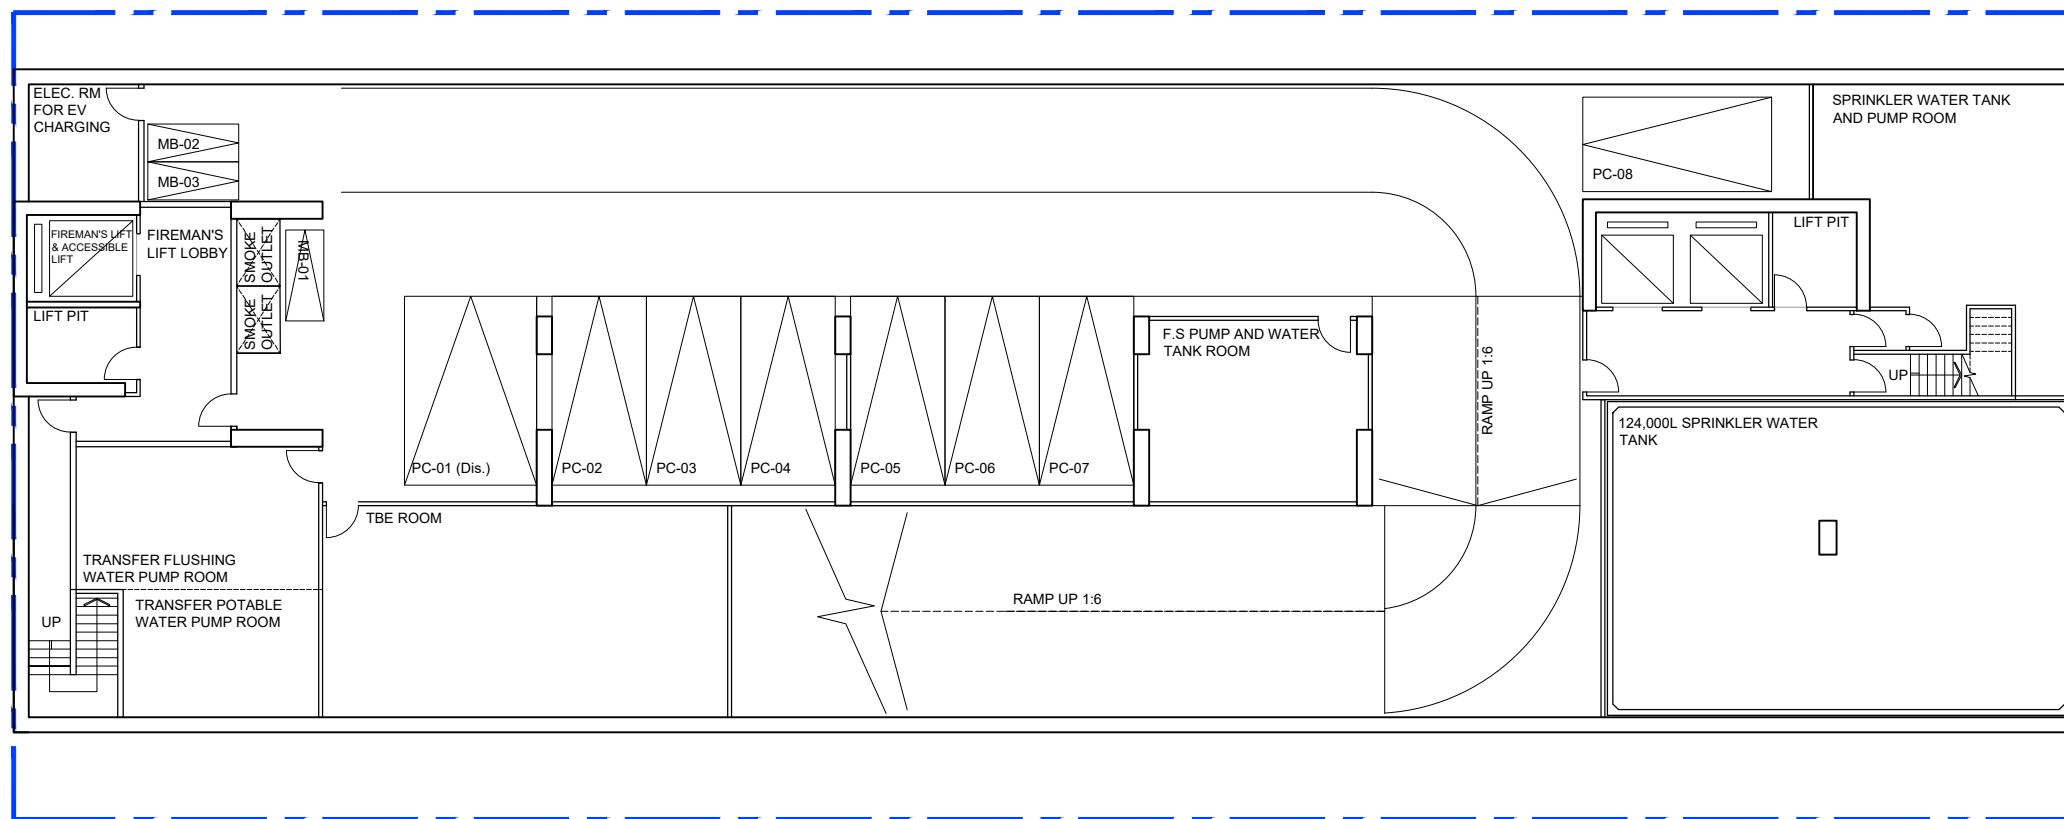 ELEC. RM
FOR EV
CHARGING
MB-02
MB-03
SPRINKLER WATER TANK
AND PUMP ROOM
PC-08
FIREMAN'S LIFT
& ACCESSIBLE
LIFT
FIREMAN'S
LIFT LOBBY
SMOKE
OUTLET
MB-01
LIFT PIT
LIFT PIT
SMOKE
OUTLET
F.S PUMP AND WATER
TANK ROOM
RAMP UP 1:6
UP
124,000L SPRINKLER WATER
TANK
PC-01 (Dis.)
PC-02
PC-03
PC-04
PC-05
PC-06
PC-07
TBE ROOM
TRANSFER FLUSHING
WATER PUMP ROOM
TRANSFER POTABLE
WATER PUMP ROOM
UP
RAMP UP 1:6